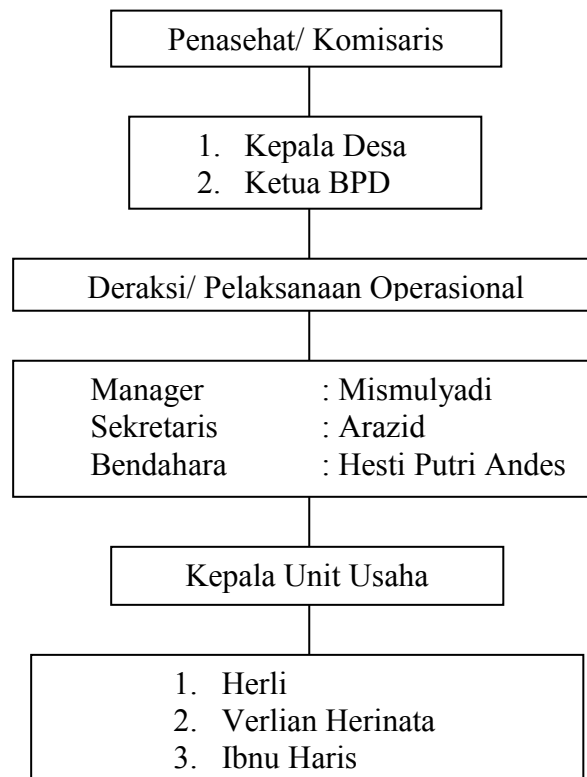 Penasehat/ Komisaris
1. Kepala Desa
2. Ketua BPD
Deraksi/ Pelaksanaan Operasional
Manager : Mismulyadi
Sekretaris : Arazid
Bendahara : Hesti Putri Andes
Kepala Unit Usaha
1. Herli
2. Verlian Herinata
3. Ibnu Haris